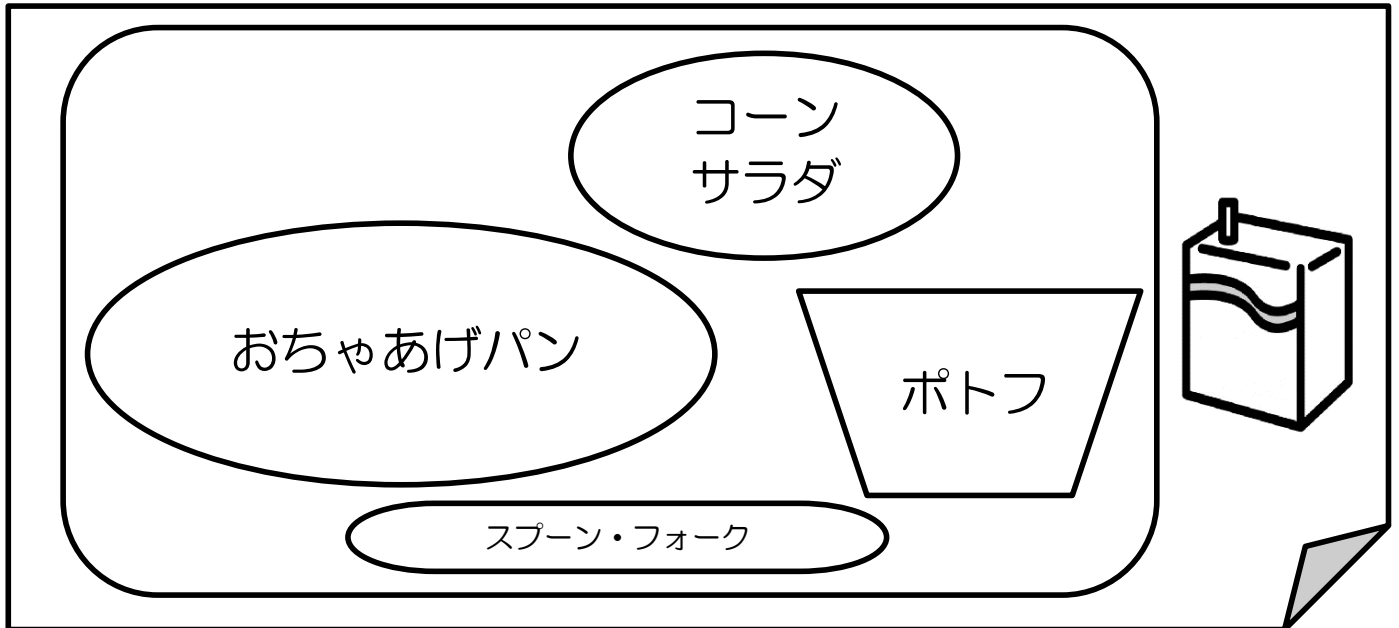 コーン
サラダ
おちゃあげパン
ポトフ
スプーン・フォーク